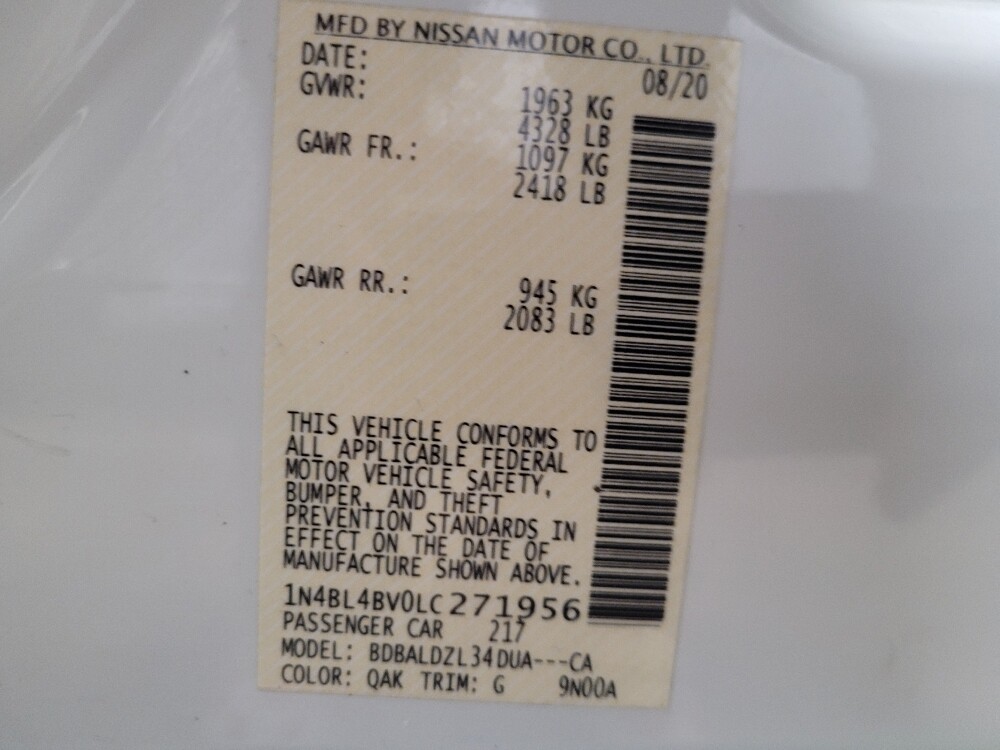 MFD BY NISSAN MOTOR CO., LTD.
DATE: 08/20
GVWR: 1963 KG
4328 LB
GAWR FR.: 1097 KG
2418 LB
GAWR RR.: 945 KG
2083 LB
THIS VEHICLE CONFORMS TO
ALL APPLICABLE FEDERAL
MOTOR VEHICLE SAFETY,
BUMPER, AND THEFT
PREVENTION STANDARDS IN
EFFECT ON THE DATE OF
MANUFACTURE SHOWN ABOVE.
1N4BL4BV0LC271956
PASSENGER CAR 217
MODEL: BDBALDZL34DUA---CA
COLOR: QAK TRIM: G 9N00A